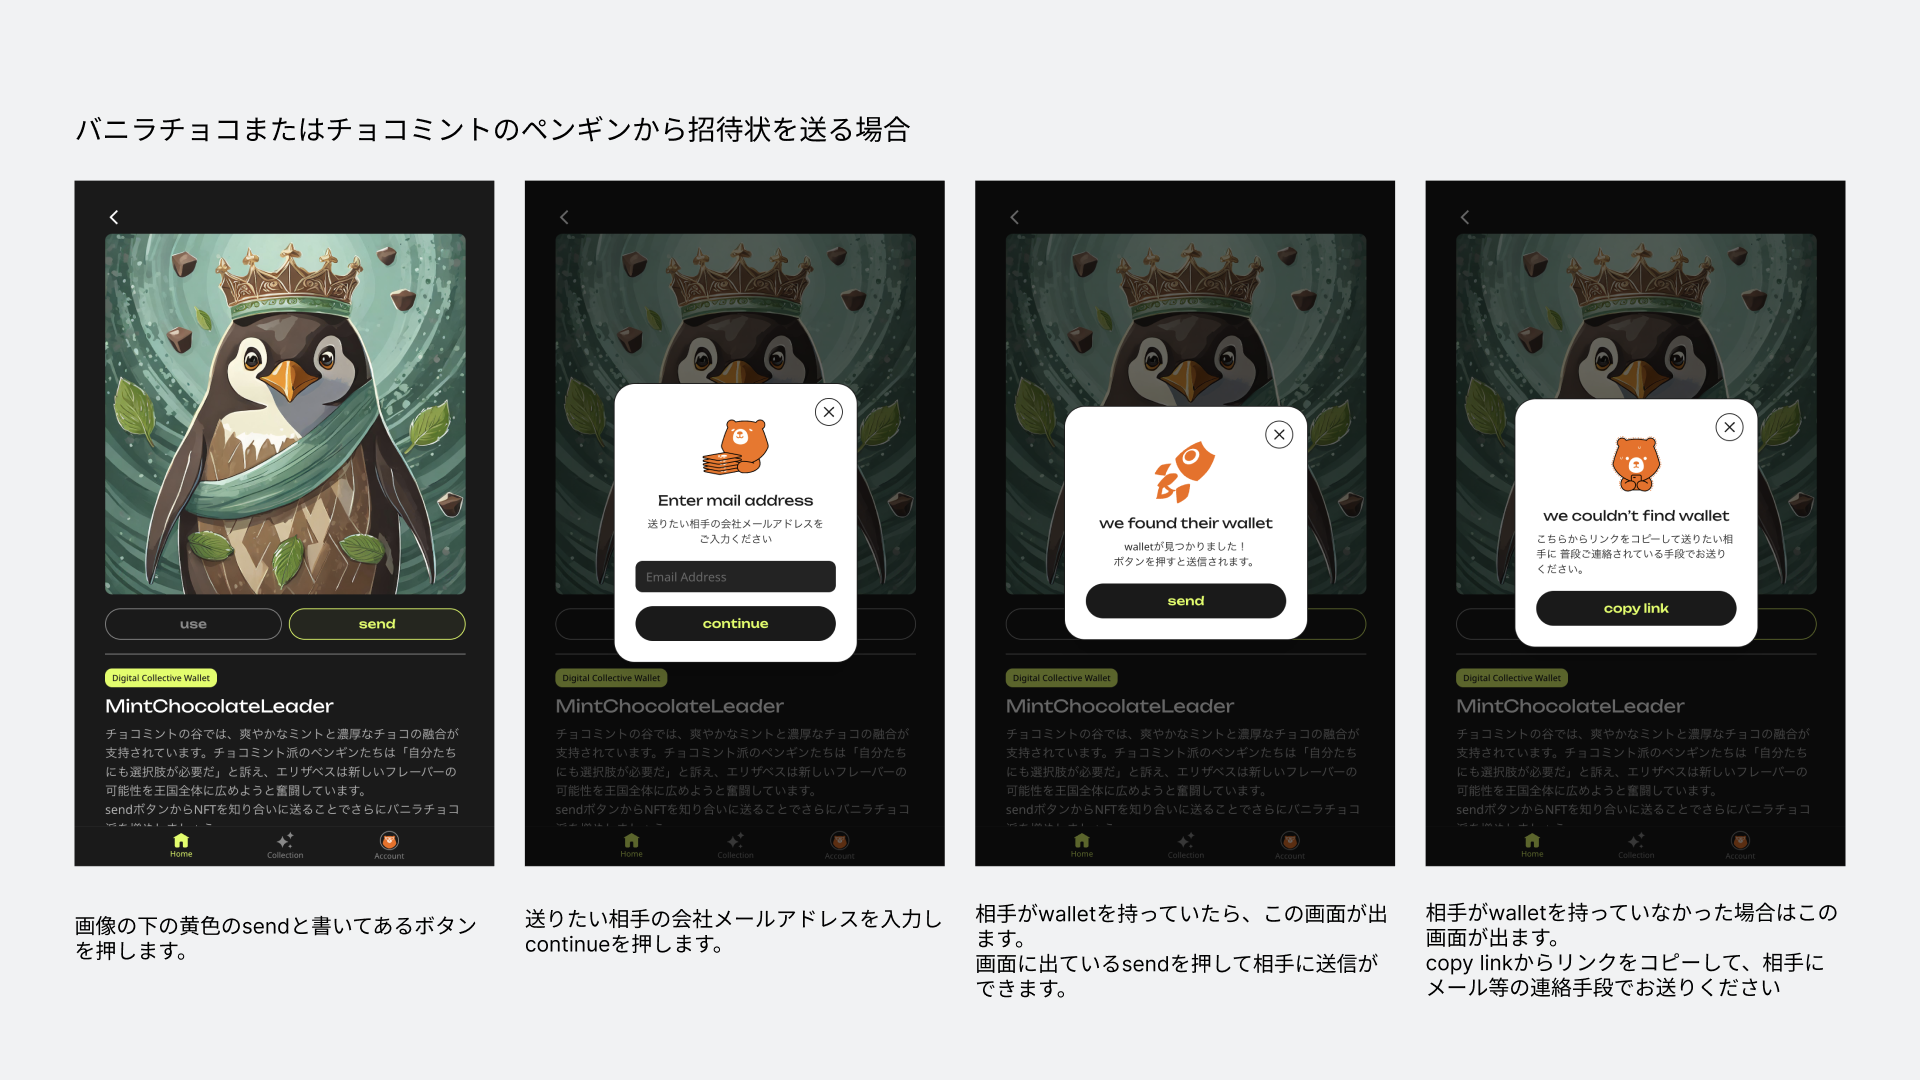 バニラチョコまたはチョコミントのペンギンから招待状を送る場合
use
send
Digital Collective Wallet
MintChocolateLeader
チョコミントの谷では、爽やかなミントと濃厚なチョコの融合が
支持されています。チョコミント派のペンギンたちは「自分たち
にも選択肢が必要だ」と訴え、エリザベスは新しいフレーバーの
可能性を王国全体に広めようと奮闘しています。
sendボタンからNFTを知り合いに送ることでさらにバニラチョコ
Home
Collection
Account
画像の下の黄色のsendと書いてあるボタン
を押します。
Enter mail address
送りたい相手の会社メールアドレスを
ご入力ください
Email Address
continue
Digital Collective Wallet
MintChocolateLeader
チョコミントの谷では、爽やかなミントと濃厚なチョコの融合が
支持されています。チョコミント派のペンギンたちは「自分たち
にも選択肢が必要だ」と訴え、エリザベスは新しいフレーバーの
可能性を王国全体に広めようと奮闘しています。
sendボタンからNFTを知り合いに送ることでさらにバニラチョコ
Home
Collection
Account
送りたい相手の会社メールアドレスを入力し
continueを押します。
we found their wallet
walletが見つかりました！
ボタンを押すと送信されます。
send
Digital Collective Wallet
MintChocolateLeader
チョコミントの谷では、爽やかなミントと濃厚なチョコの融合が
支持されています。チョコミント派のペンギンたちは「自分たち
にも選択肢が必要だ」と訴え、エリザベスは新しいフレーバーの
可能性を王国全体に広めようと奮闘しています。
sendボタンからNFTを知り合いに送ることでさらにバニラチョコ
Home
Collection
Account
相手がwalletを持っていたら、この画面が出
ます。
画面に出ているsendを押して相手に送信が
できます。
we couldn't find wallet
こちらからリンクをコピーして送りたい相
手に 普段ご連絡されている手段でお送り
ください。
copy link
Digital Collective Wallet
MintChocolateLeader
チョコミントの谷では、爽やかなミントと濃厚なチョコの融合が
支持されています。チョコミント派のペンギンたちは「自分たち
にも選択肢が必要だ」と訴え、エリザベスは新しいフレーバーの
可能性を王国全体に広めようと奮闘しています。
sendボタンからNFTを知り合いに送ることでさらにバニラチョコ
Home
Collection
Account
相手がwalletを持っていなかった場合はこの
画面が出ます。
copy linkからリンクをコピーして、相手に
メール等の連絡手段でお送りください